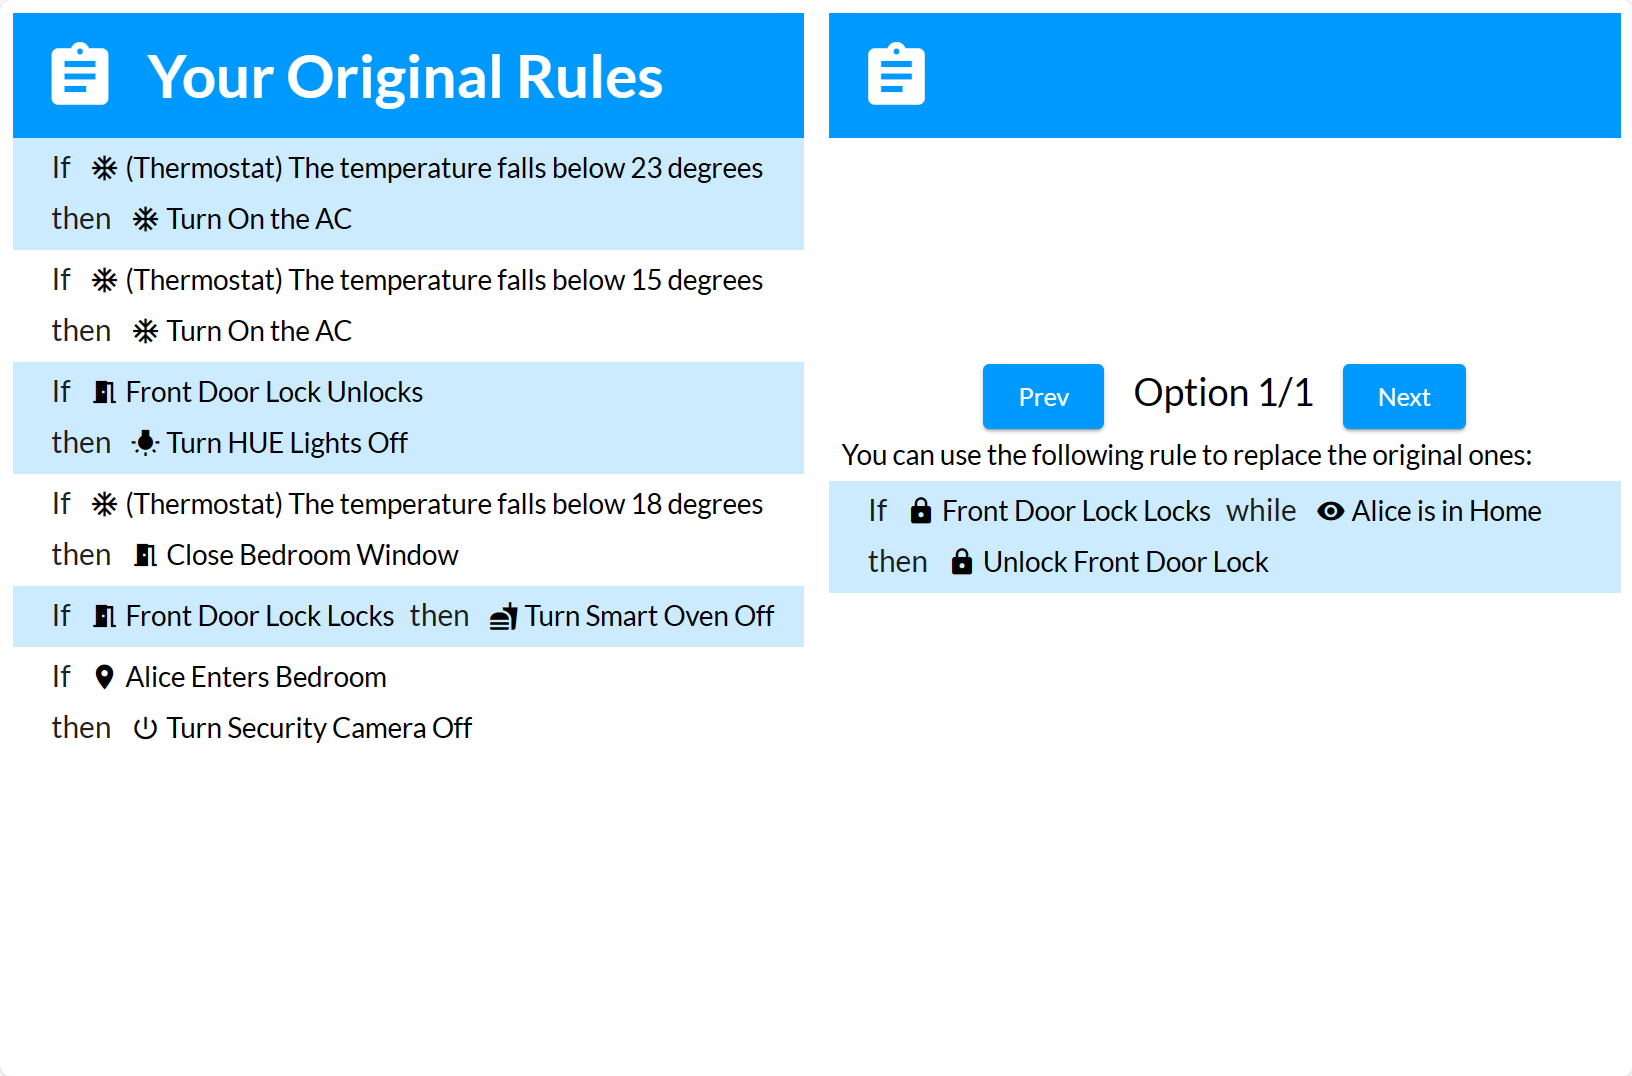 Your Original Rules
If (Thermostat) The temperature falls below 23 degrees
then Turn On the AC
If (Thermostat) The temperature falls below 15 degrees
then Turn On the AC
If Front Door Lock Unlocks
then Turn HUE Lights Off
If (Thermostat) The temperature falls below 18 degrees
then Close Bedroom Window
If Front Door Lock Locks then Turn Smart Oven Off
If Alice Enters Bedroom
then Turn Security Camera Off
Prev Option 1/1 Next
You can use the following rule to replace the original ones:
If Front Door Lock Locks while Alice is in Home
then Unlock Front Door Lock